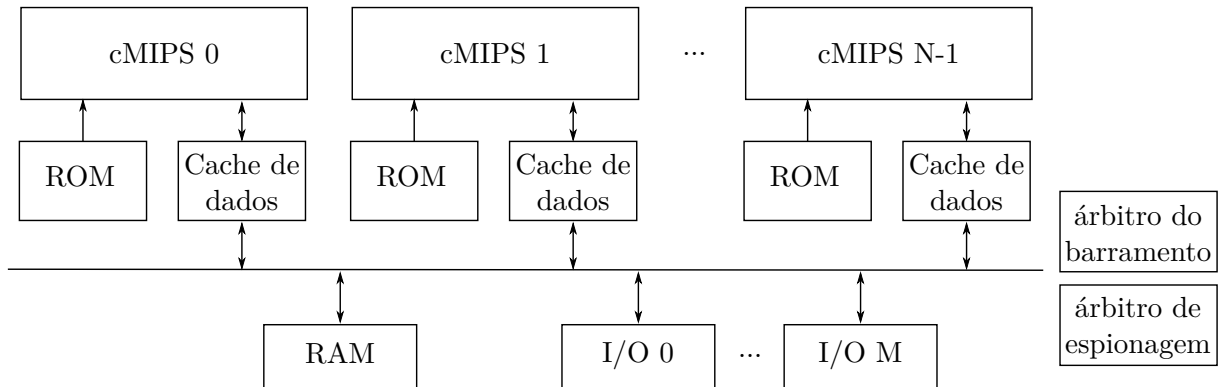 cMIPS 0
cMIPS 1
...
cMIPS N-1
ROM
Cache de
dados
ROM
Cache de
dados
ROM
Cache de
dados
árbitro do
barramento
árbitro de
espionagem
RAM
I/O 0
...
I/O M